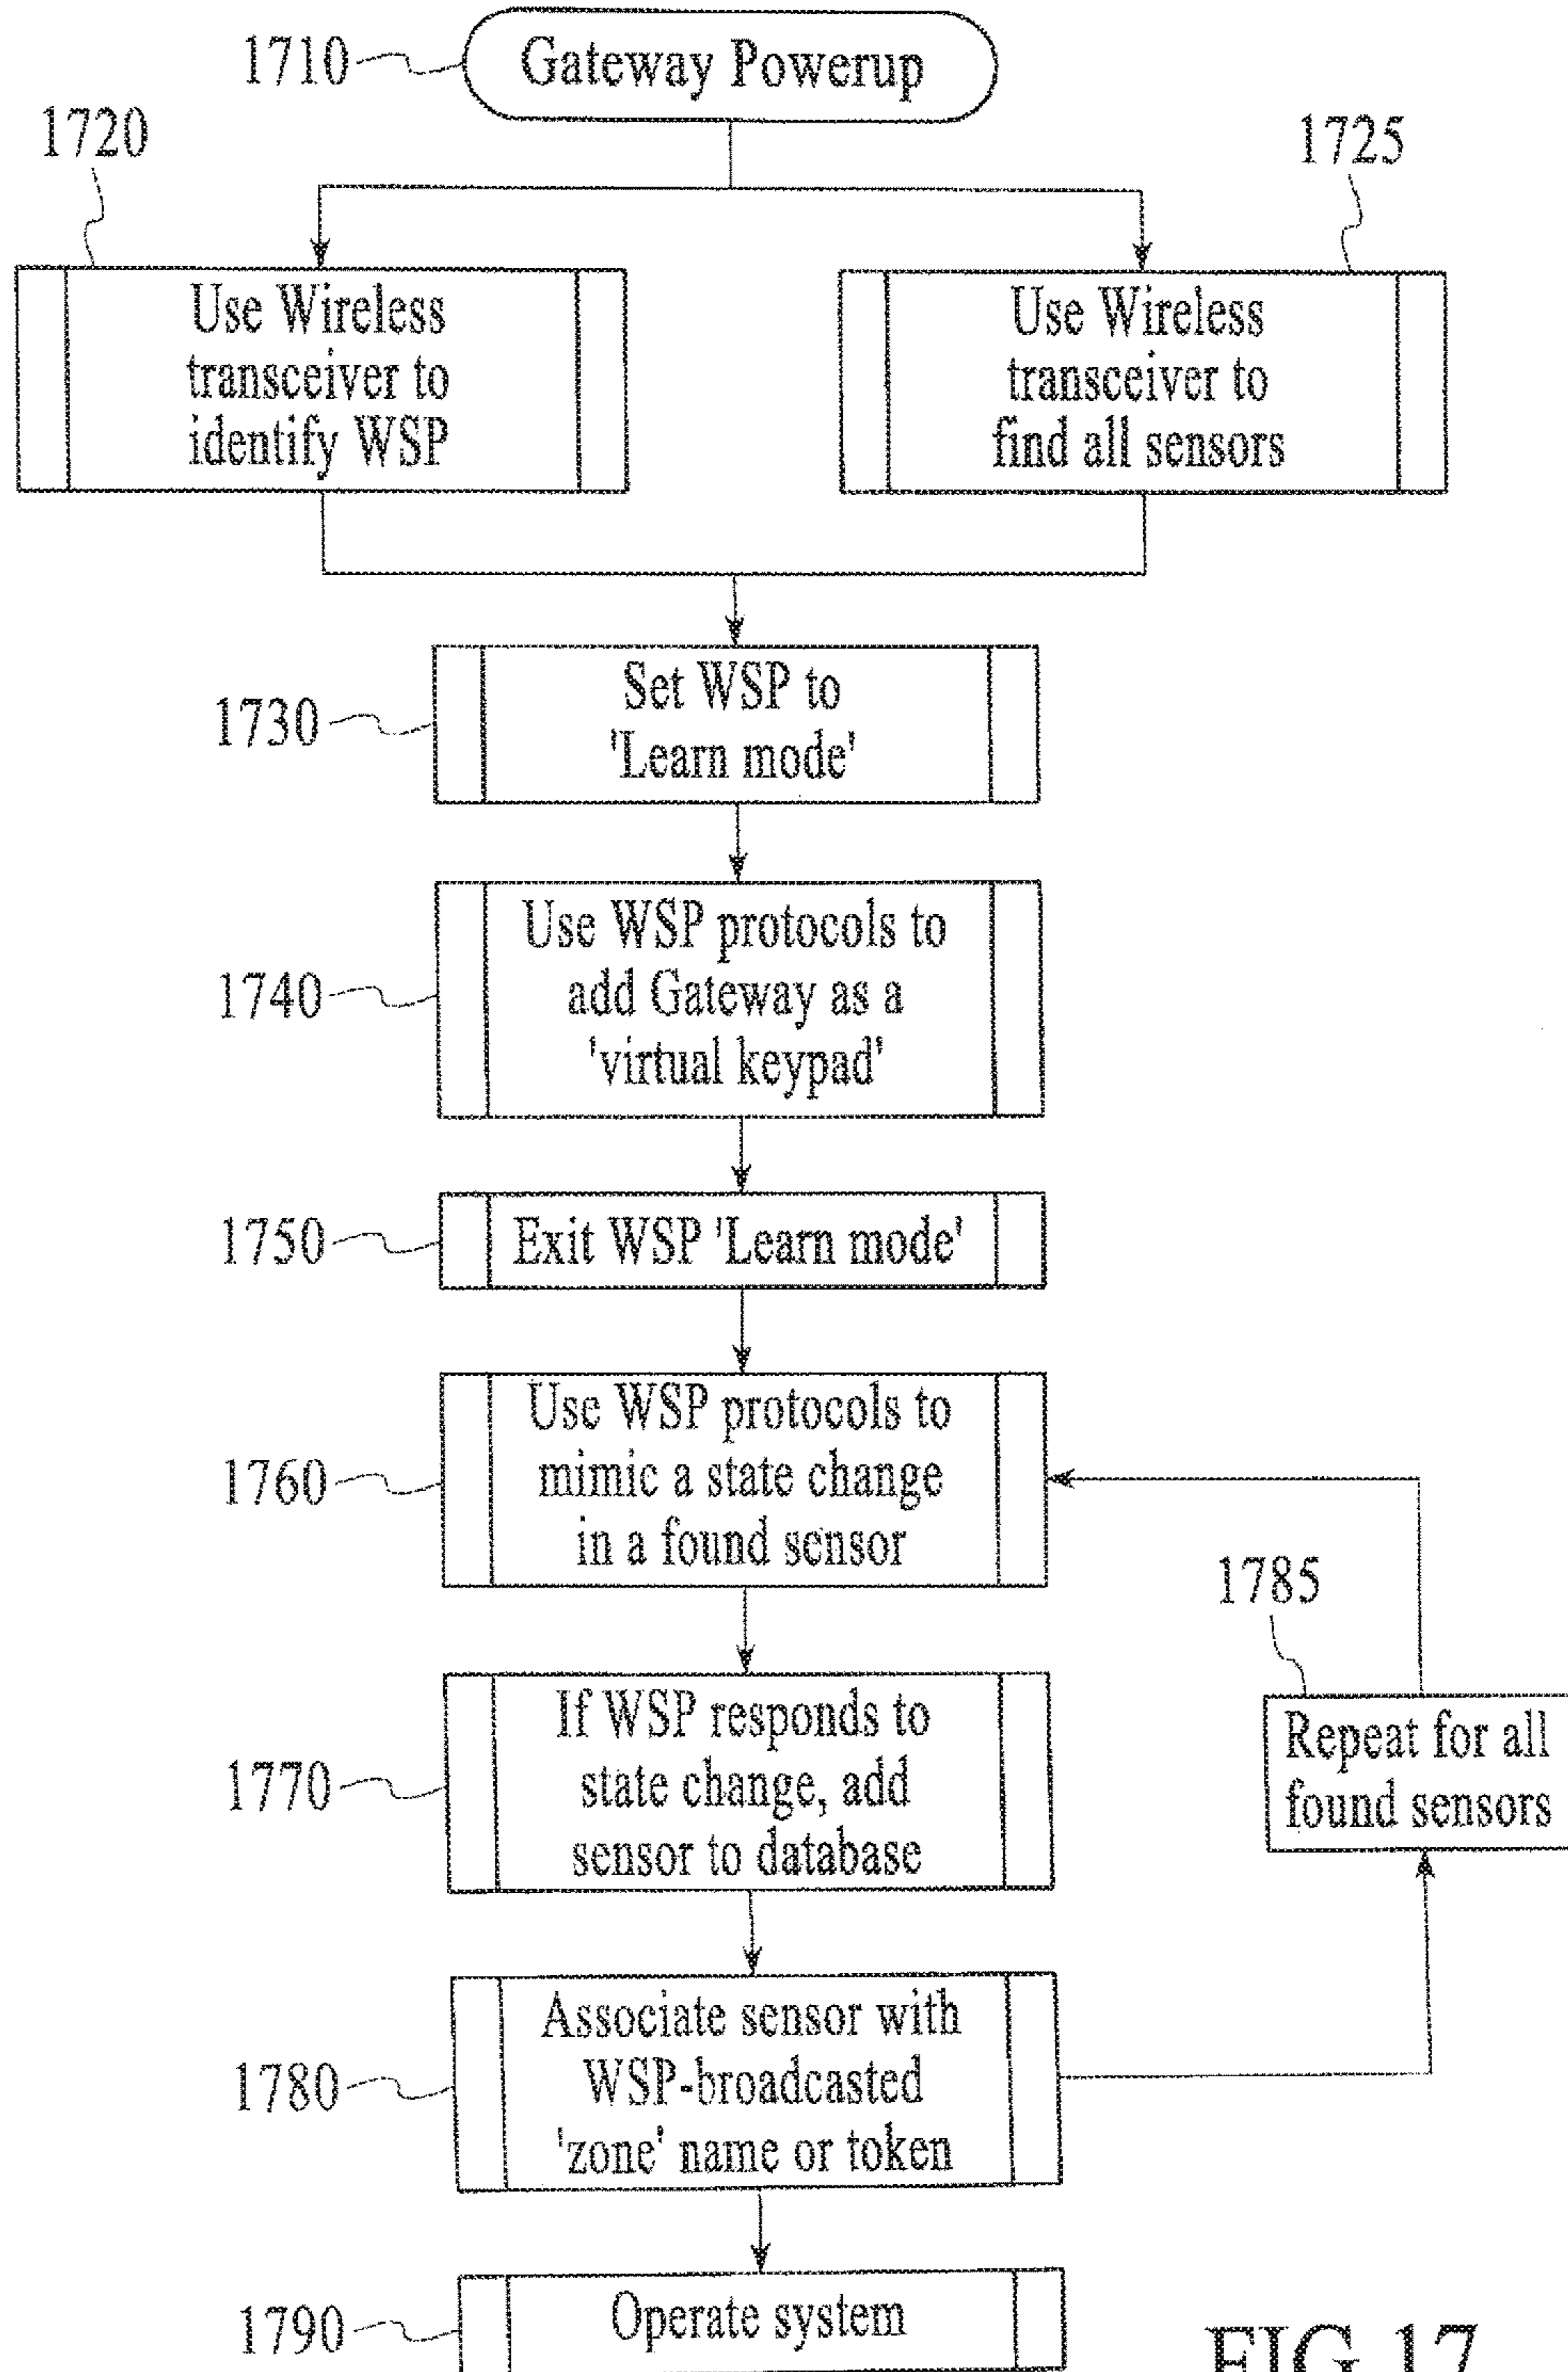 1710
Gateway Powerup
1720
1725
Use Wireless
transceiver to
identify WSP
Use Wireless
transceiver to
find all sensors
1730
Set WSP to
'Learn mode'
1740
Use WSP protocols to
add Gateway as a
'virtual keypad'
1750
Exit WSP 'Learn mode'
1760
Use WSP protocols to
mimic a state change
in a found sensor
1785
1770
If WSP responds to
state change, add
sensor to database
Repeat for all
found sensors
1780
Associate sensor with
WSP-broadcasted
'zone' name or token
1790
Operate system
FIG.17